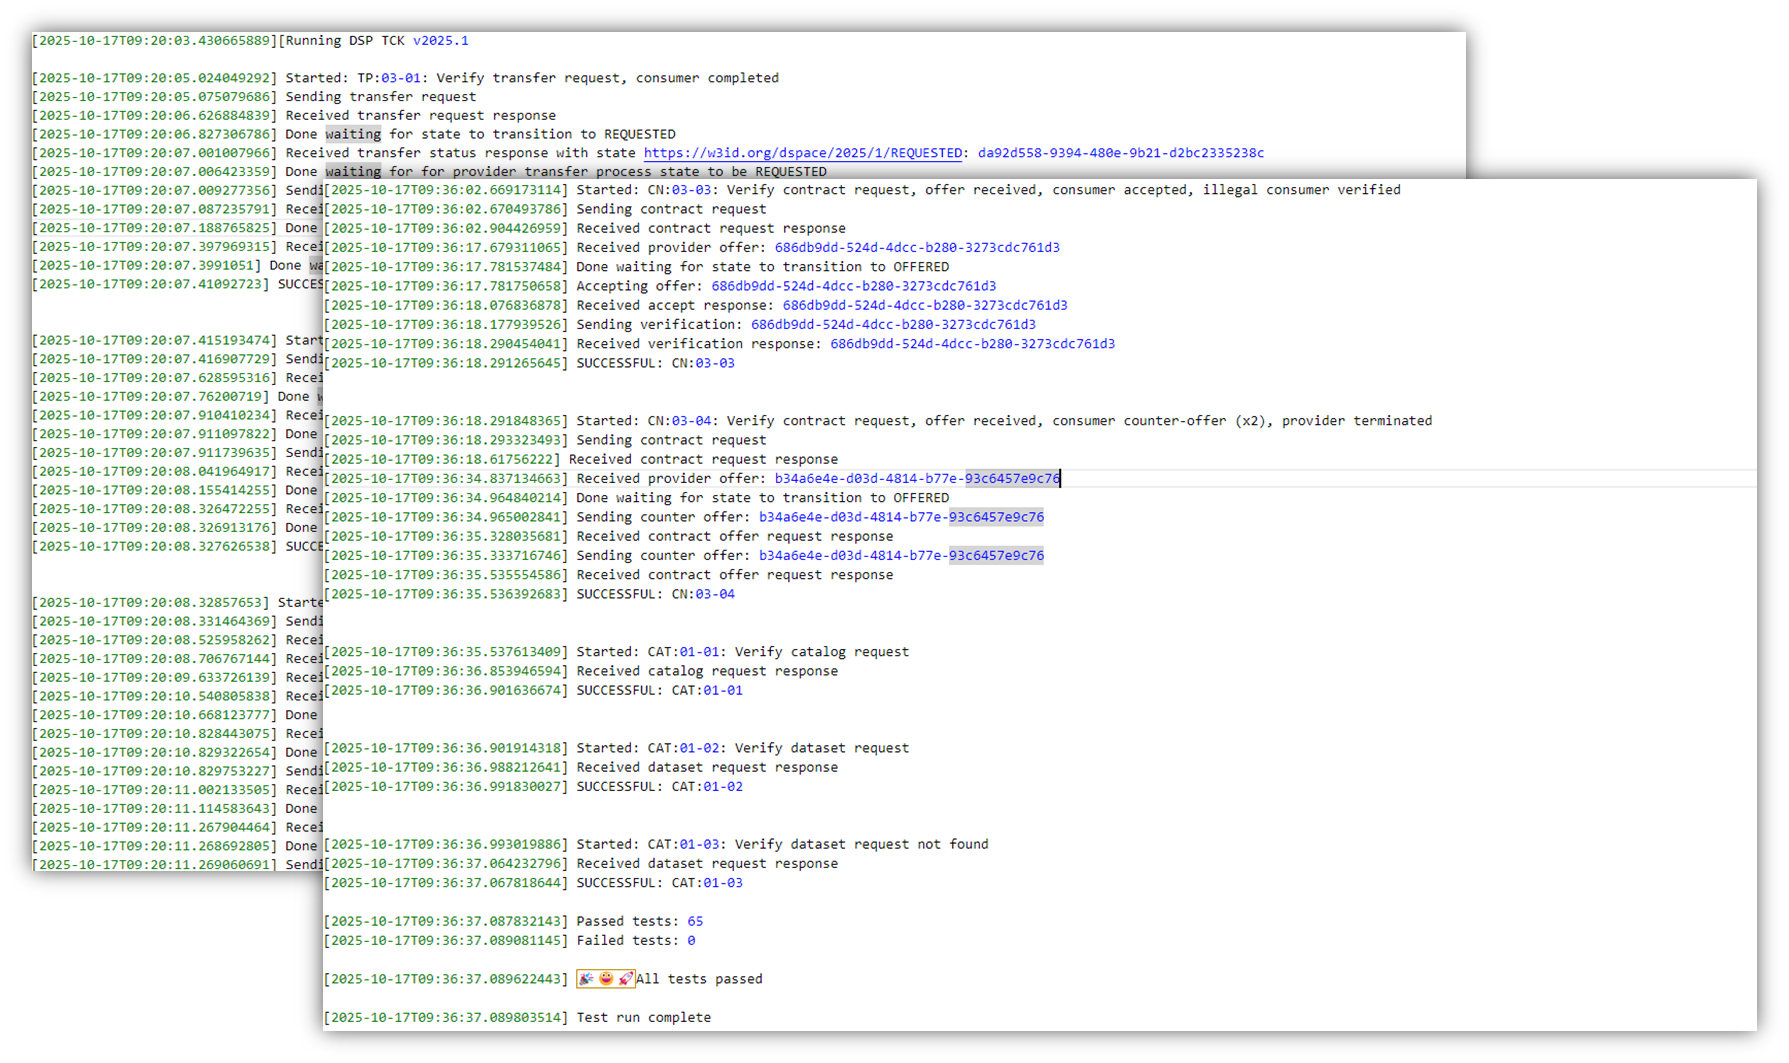 [2025-10-17T09:20:03.430665889][Running DSP TCK v2025.1
[2025-10-17T09:20:05.024049292] Started: TP:03-01: Verify transfer request, consumer completed
[2025-10-17T09:20:05.075079686] Sending transfer request
[2025-10-17T09:20:06.626884839] Received transfer request response
[2025-10-17T09:20:06.827306786] Done waiting for state to transition to REQUESTED
[2025-10-17T09:20:07.001007966] Received transfer status response with state https://w3id.org/dspace/2025/1/REQUESTED: da92d558-9394-480e-9b21-d2bc2335238c
[2025-10-17T09:20:07.006423359] Done waiting for for provider transfer process state to be REQUESTED
[2025-10-17T09:20:07.009277356] Sendi
[2025-10-17T09:20:07.087235791] Recei
[2025-10-17T09:20:07.188765825] Done
[2025-10-17T09:20:07.397969315] Recei
[2025-10-17T09:20:07.3991051] Done wa
[2025-10-17T09:20:07.41092723] SUCCES
[2025-10-17T09:20:07.415193474] Start
[2025-10-17T09:20:07.416907729] Sendi
[2025-10-17T09:20:07.628595316] Recei
[2025-10-17T09:20:07.76200719] Done w
[2025-10-17T09:20:07.910410234] Recei
[2025-10-17T09:20:07.911097822] Done
[2025-10-17T09:20:07.911739635] Sendi
[2025-10-17T09:20:08.041964917] Recei
[2025-10-17T09:20:08.155414255] Done
[2025-10-17T09:20:08.326472255] Recei
[2025-10-17T09:20:08.326913176] Done
[2025-10-17T09:20:08.327626538] SUCCE
[2025-10-17T09:20:08.32857653] Starte
[2025-10-17T09:20:08.331464369] Sendi
[2025-10-17T09:20:08.525958262] Recei
[2025-10-17T09:20:08.706767144] Recei
[2025-10-17T09:20:09.633726139] Recei
[2025-10-17T09:20:10.540805838] Recei
[2025-10-17T09:20:10.668123777] Done
[2025-10-17T09:20:10.828443075] Recei
[2025-10-17T09:20:10.829322654] Done
[2025-10-17T09:20:10.829753227] Sendi
[2025-10-17T09:20:11.002133505] Recei
[2025-10-17T09:20:11.114583643] Done
[2025-10-17T09:20:11.267904464] Recei
[2025-10-17T09:20:11.268692805] Done
[2025-10-17T09:20:11.269060691] Sendi
[2025-10-17T09:36:02.669173114] Started: CN:03-03: Verify contract request, offer received, consumer accepted, illegal consumer verified
[2025-10-17T09:36:02.670493786] Sending contract request
[2025-10-17T09:36:02.904426959] Received contract request response
[2025-10-17T09:36:17.679311065] Received provider offer: 686db9dd-524d-4dcc-b280-3273cdc761d3
[2025-10-17T09:36:17.781537484] Done waiting for state to transition to OFFERED
[2025-10-17T09:36:17.781750658] Accepting offer: 686db9dd-524d-4dcc-b280-3273cdc761d3
[2025-10-17T09:36:18.076836878] Received accept response: 686db9dd-524d-4dcc-b280-3273cdc761d3
[2025-10-17T09:36:18.177939526] Sending verification: 686db9dd-524d-4dcc-b280-3273cdc761d3
[2025-10-17T09:36:18.290454041] Received verification response: 686db9dd-524d-4dcc-b280-3273cdc761d3
[2025-10-17T09:36:18.291265645] SUCCESSFUL: CN:03-03
[2025-10-17T09:36:18.291848365] Started: CN:03-04: Verify contract request, offer received, consumer counter-offer (x2), provider terminated
[2025-10-17T09:36:18.293323493] Sending contract request
[2025-10-17T09:36:18.61756222] Received contract request response
[2025-10-17T09:36:34.837134663] Received provider offer: b34a6e4e-d03d-4814-b77e-93c6457e9c76
[2025-10-17T09:36:34.964840214] Done waiting for state to transition to OFFERED
[2025-10-17T09:36:34.965002841] Sending counter offer: b34a6e4e-d03d-4814-b77e-93c6457e9c76
[2025-10-17T09:36:35.328035681] Received contract offer request response
[2025-10-17T09:36:35.333716746] Sending counter offer: b34a6e4e-d03d-4814-b77e-93c6457e9c76
[2025-10-17T09:36:35.535554586] Received contract offer request response
[2025-10-17T09:36:35.536392683] SUCCESSFUL: CN:03-04
[2025-10-17T09:36:35.537613409] Started: CAT:01-01: Verify catalog request
[2025-10-17T09:36:36.853946594] Received catalog request response
[2025-10-17T09:36:36.901636674] SUCCESSFUL: CAT:01-01
[2025-10-17T09:36:36.901914318] Started: CAT:01-02: Verify dataset request
[2025-10-17T09:36:36.988212641] Received dataset request response
[2025-10-17T09:36:36.991830027] SUCCESSFUL: CAT:01-02
[2025-10-17T09:36:36.993019886] Started: CAT:01-03: Verify dataset request not found
[2025-10-17T09:36:37.064232796] Received dataset request response
[2025-10-17T09:36:37.067818644] SUCCESSFUL: CAT:01-03
[2025-10-17T09:36:37.087832143] Passed tests: 65
[2025-10-17T09:36:37.089081145] Failed tests: 0
[2025-10-17T09:36:37.089622443] 🎉😀🚀All tests passed
[2025-10-17T09:36:37.089803514] Test run complete